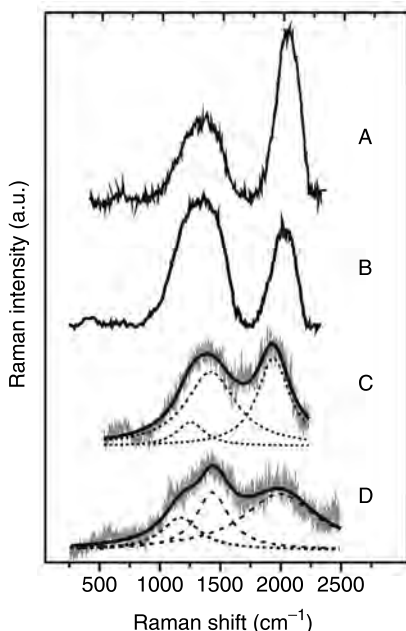 A
B
C
D
Raman intensity (a.u.)
500 1000 1500 2000 2500
Raman shift (cm⁻¹)